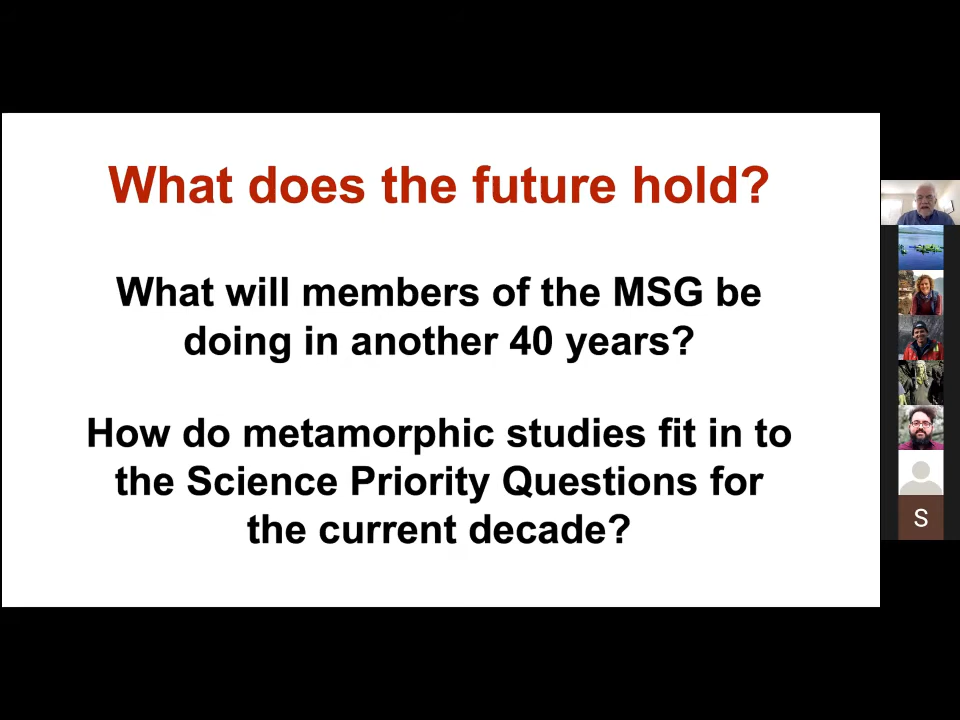 What does the future hold?
What will members of the MSG be
doing in another 40 years?
How do metamorphic studies fit in to
the Science Priority Questions for
the current decade?
S